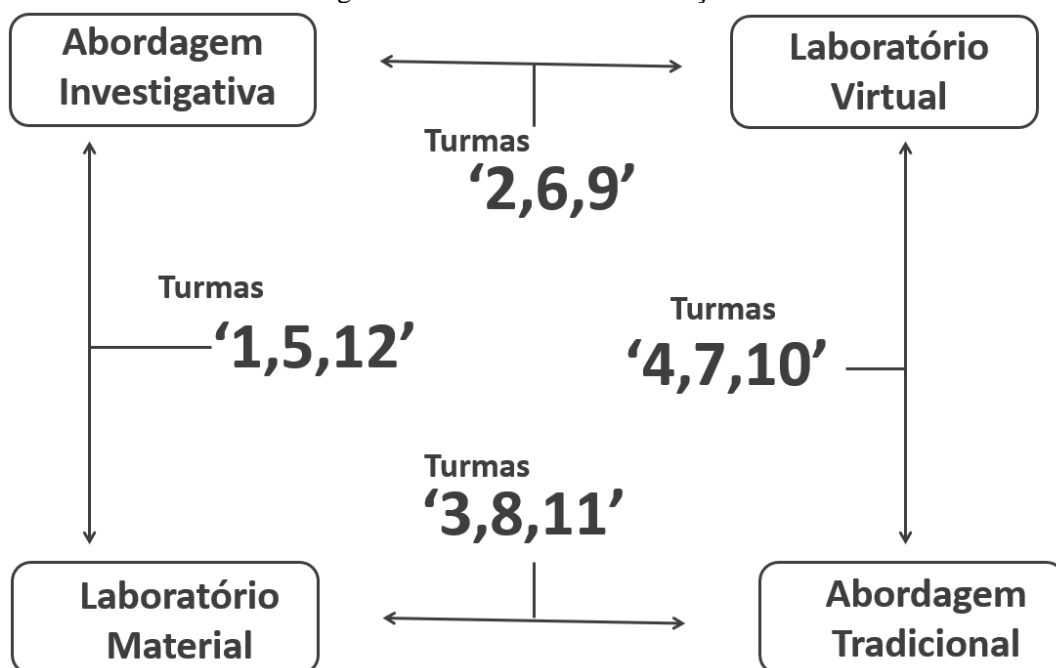 Abordagem
Investigativa
Laboratório
Virtual
Turmas
‘2,6,9’
Turmas
‘1,5,12’
Turmas
‘4,7,10’
Turmas
‘3,8,11’
Laboratório
Material
Abordagem
Tradicional